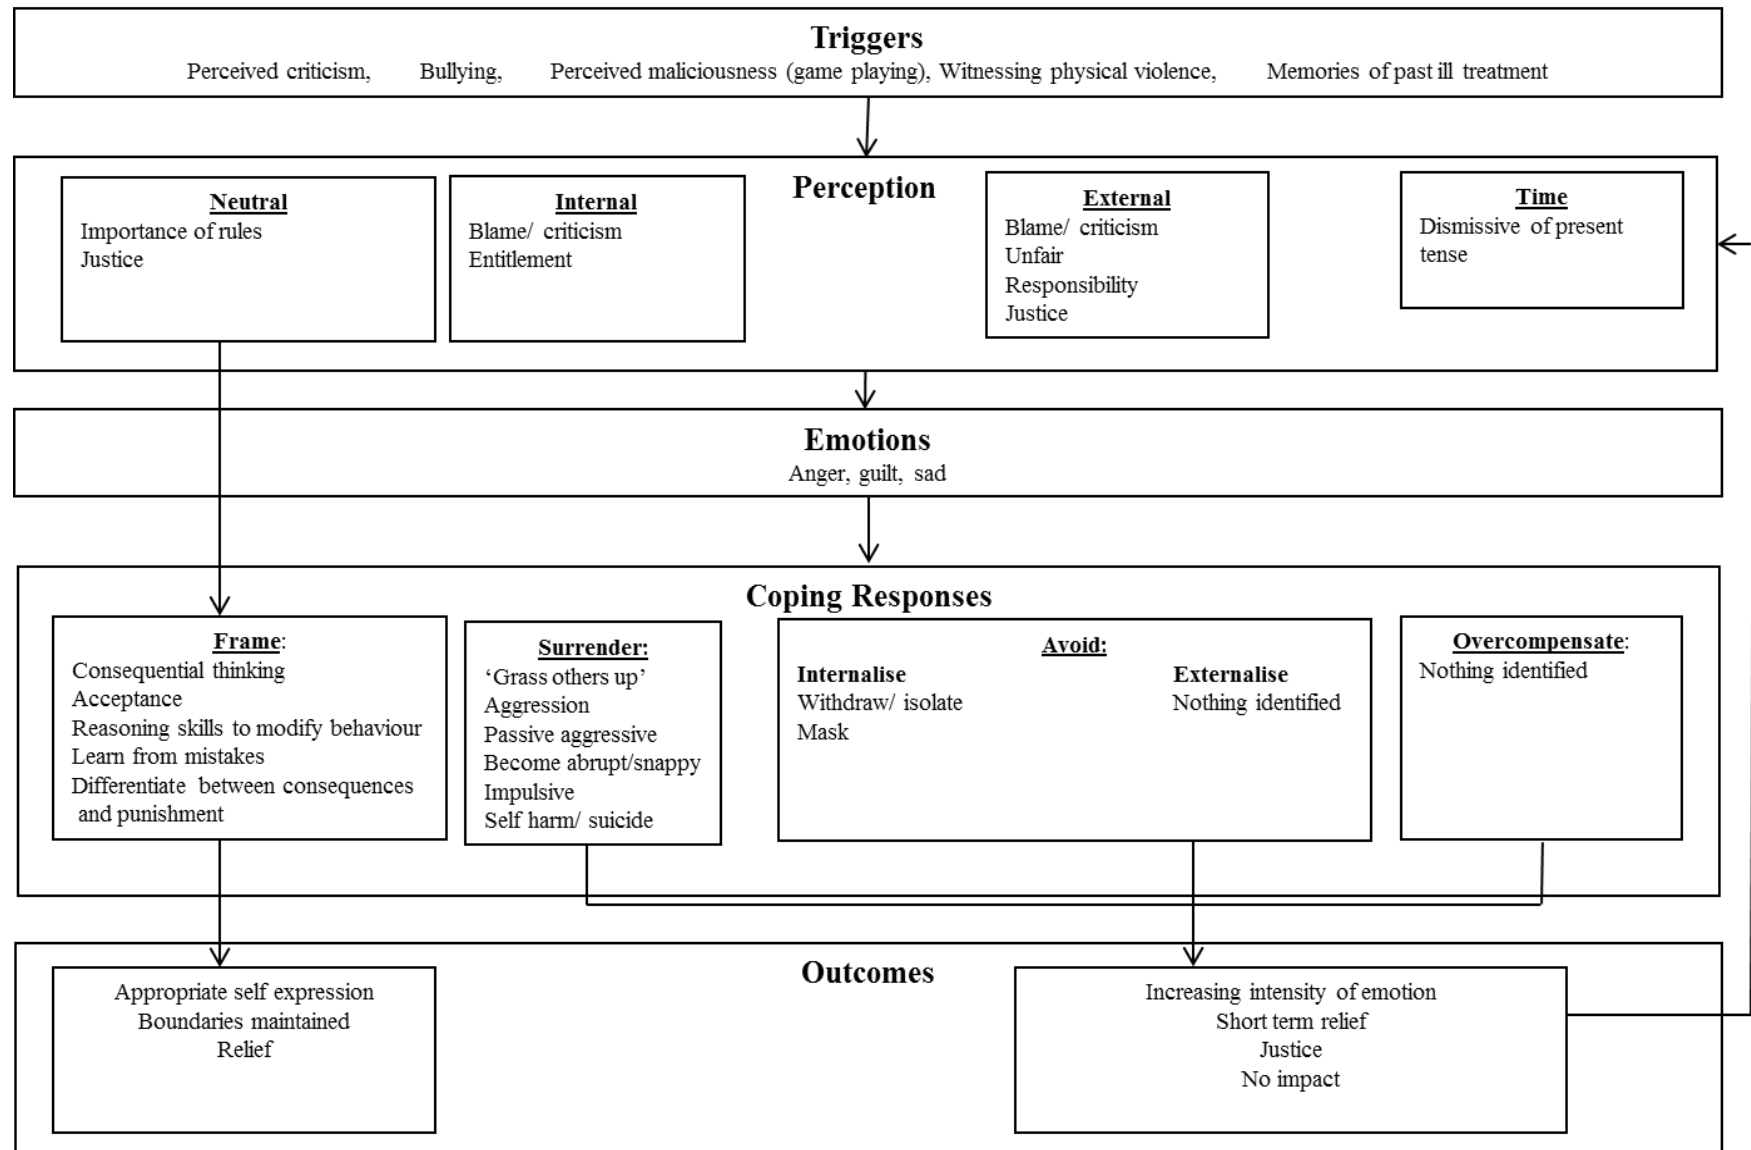 Triggers
Perceived criticism, Bullying, Perceived maliciousness (game playing), Witnessing physical violence, Memories of past ill treatment
Perception
Neutral
Importance of rules
Justice
Internal
Blame/ criticism
Entitlement
External
Blame/ criticism
Unfair
Responsibility
Justice
Time
Dismissive of present
tense
Emotions
Anger, guilt, sad
Coping Responses
Frame:
Consequential thinking
Acceptance
Reasoning skills to modify behaviour
Learn from mistakes
Differentiate between consequences
and punishment
Surrender:
‘Grass others up’
Aggression
Passive aggressive
Become abrupt/snappy
Impulsive
Self harm/ suicide
Avoid:
Internalise
Withdraw/ isolate
Mask
Externalise
Nothing identified
Overcompensate:
Nothing identified
Outcomes
Appropriate self expression
Boundaries maintained
Relief
Increasing intensity of emotion
Short term relief
Justice
No impact